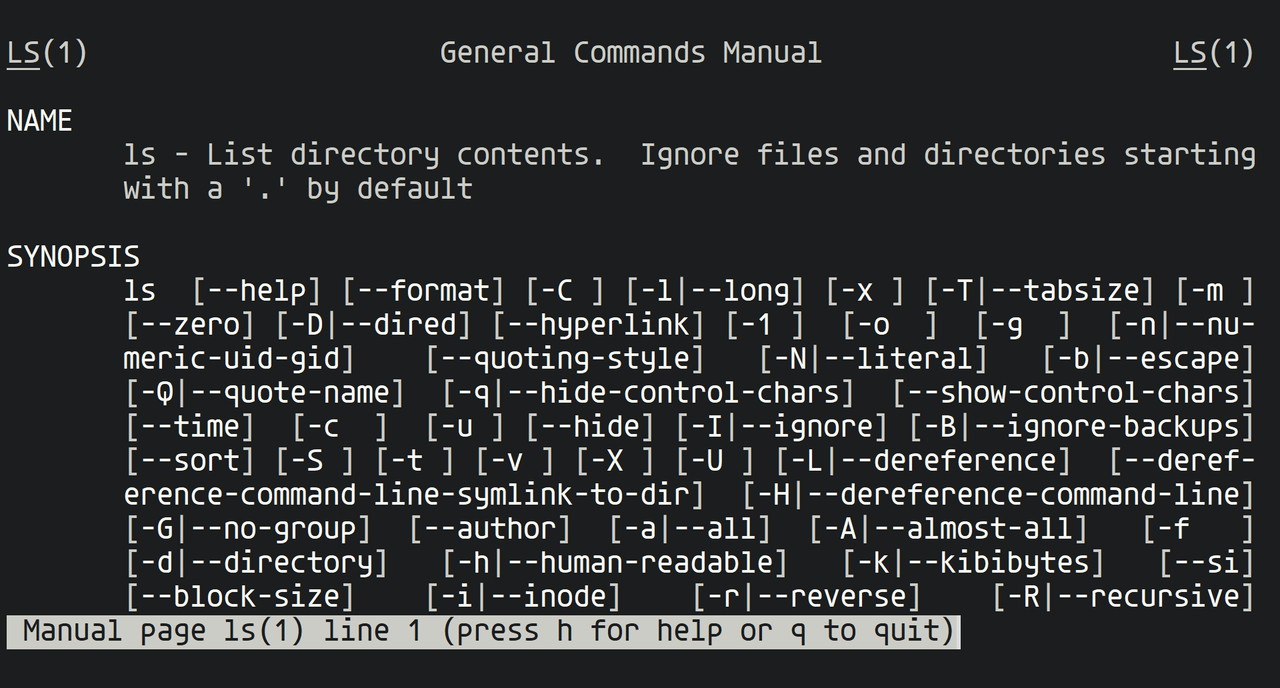 LS(1) General Commands Manual LS(1)
NAME
ls - List directory contents.  Ignore files and directories starting
with a '.' by default
SYNOPSIS
ls  [--help] [--format] [-C ] [-l|--long] [-x ] [-T|--tabsize] [-m ]
[--zero] [-D|--dired] [--hyperlink] [-1 ]  [-o  ]  [-g  ]  [-n|--nu-
meric-uid-gid]    [--quoting-style]   [-N|--literal]   [-b|--escape]
[-Q|--quote-name]  [-q|--hide-control-chars]  [--show-control-chars]
[--time]  [-c  ]  [-u ] [--hide] [-I|--ignore] [-B|--ignore-backups]
[--sort] [-S ] [-t ] [-v ] [-X ] [-U ] [-L|--dereference]  [--deref-
erence-command-line-symlink-to-dir]  [-H|--dereference-command-line]
[-G|--no-group]  [--author]  [-a|--all]  [-A|--almost-all]   [-f   ]
[-d|--directory]   [-h|--human-readable]   [-k|--kibibytes]   [--si]
[--block-size]    [-i|--inode]    [-r|--reverse]    [-R|--recursive]
Manual page ls(1) line 1 (press h for help or q to quit)